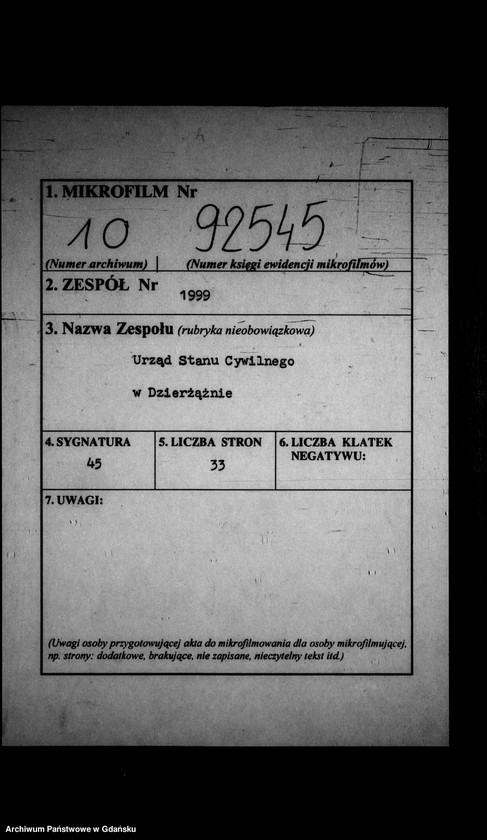 1. MIKROFILM Nr
10 92545
(Numer archiwum) (Numer księgi ewidencji mikrofilmów)
2. ZESPÓŁ Nr
1999
3. Nazwa Zespołu (rubryka nieobowiązkowa)
Urząd Stanu Cywilnego
w Dzierżążnie
4. SYGNATURA
45
5. LICZBA STRON
33
6. LICZBA KLATEK
NEGATYWU:
7. UWAGI:
(Uwagi osoby przygotowującej akta do mikrofilmowania dla osoby mikrofilmującej,
np. strony: dodatkowe, brakujące, nie zapisane, nieczytelny tekst itd.)
Archiwum Państwowe w Gdańsku